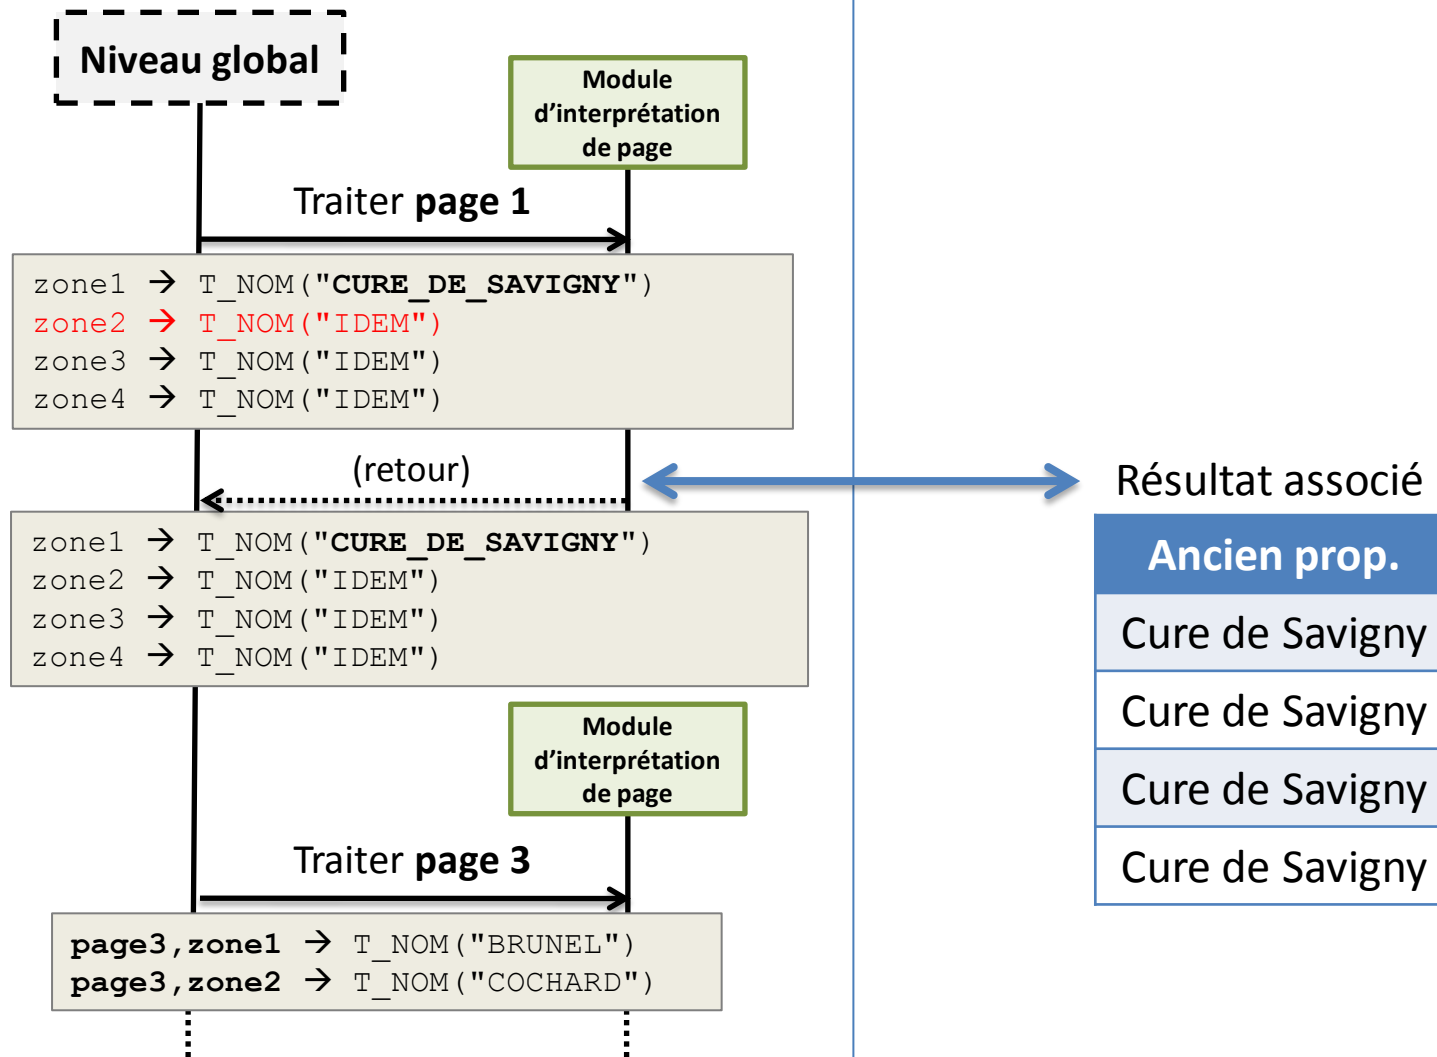 Niveau global
Module
d’interprétation
de page
Traiter page 1
zone1 → T_NOM("CURE_DE_SAVIGNY")
zone2 → T_NOM("IDEM")
zone3 → T_NOM("IDEM")
zone4 → T_NOM("IDEM")
(retour)
zone1 → T_NOM("CURE_DE_SAVIGNY")
zone2 → T_NOM("IDEM")
zone3 → T_NOM("IDEM")
zone4 → T_NOM("IDEM")
Module
d’interprétation
de page
Traiter page 3
page3,zone1 → T_NOM("BRUNEL")
page3,zone2 → T_NOM("COCHARD")
Résultat associé
Ancien prop.
Cure de Savigny
Cure de Savigny
Cure de Savigny
Cure de Savigny